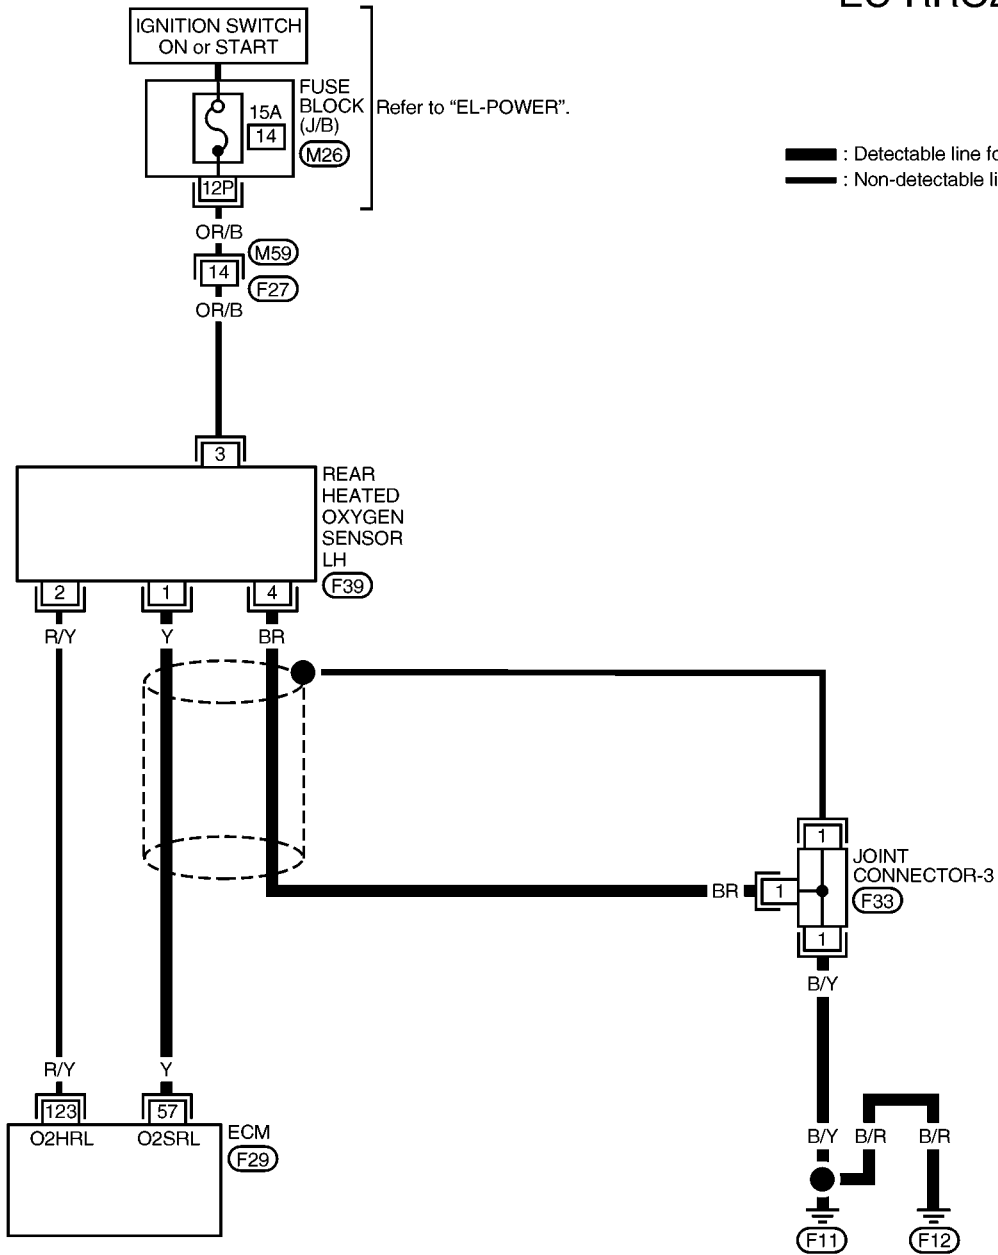 IGNITION SWITCH
ON or START
FUSE
BLOCK
(J/B)
M26
15A
14
Refer to “EL-POWER”.
: Detectable line
: Non-detectable
12P
OR/B
M59
14
F27
OR/B
3
REAR
HEATED
OXYGEN
SENSOR
LH
F39
2
1
4
R/Y
Y
BR
1
JOINT
CONNECTOR-3
F33
BR
1
1
B/Y
R/Y
Y
123
57
O2HRL
O2SRL
ECM
F29
B/Y
B/R
B/R
F11
F12